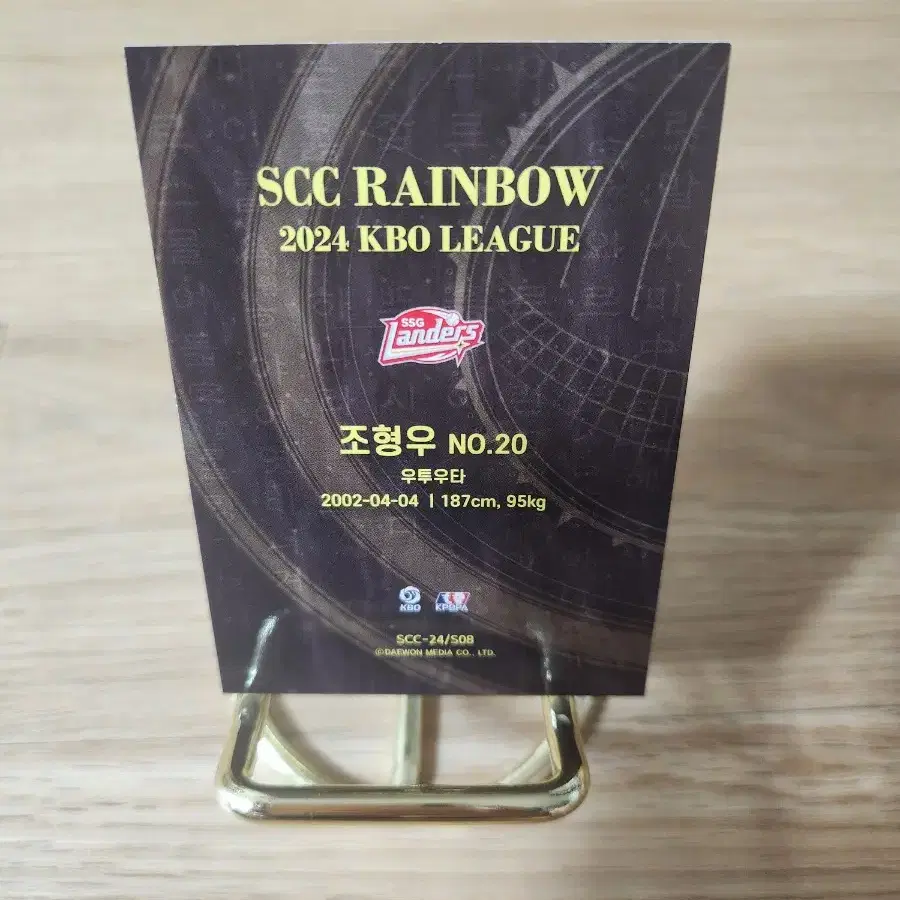 SCC RAINBOW
2024 KBO LEAGUE
SSG
Landers
조형우 NO.20
우투우타
2002-04-04 | 187cm, 95kg
KBO KPBPA
SCC-24/S08
©DAEWON MEDIA CO., LTD.